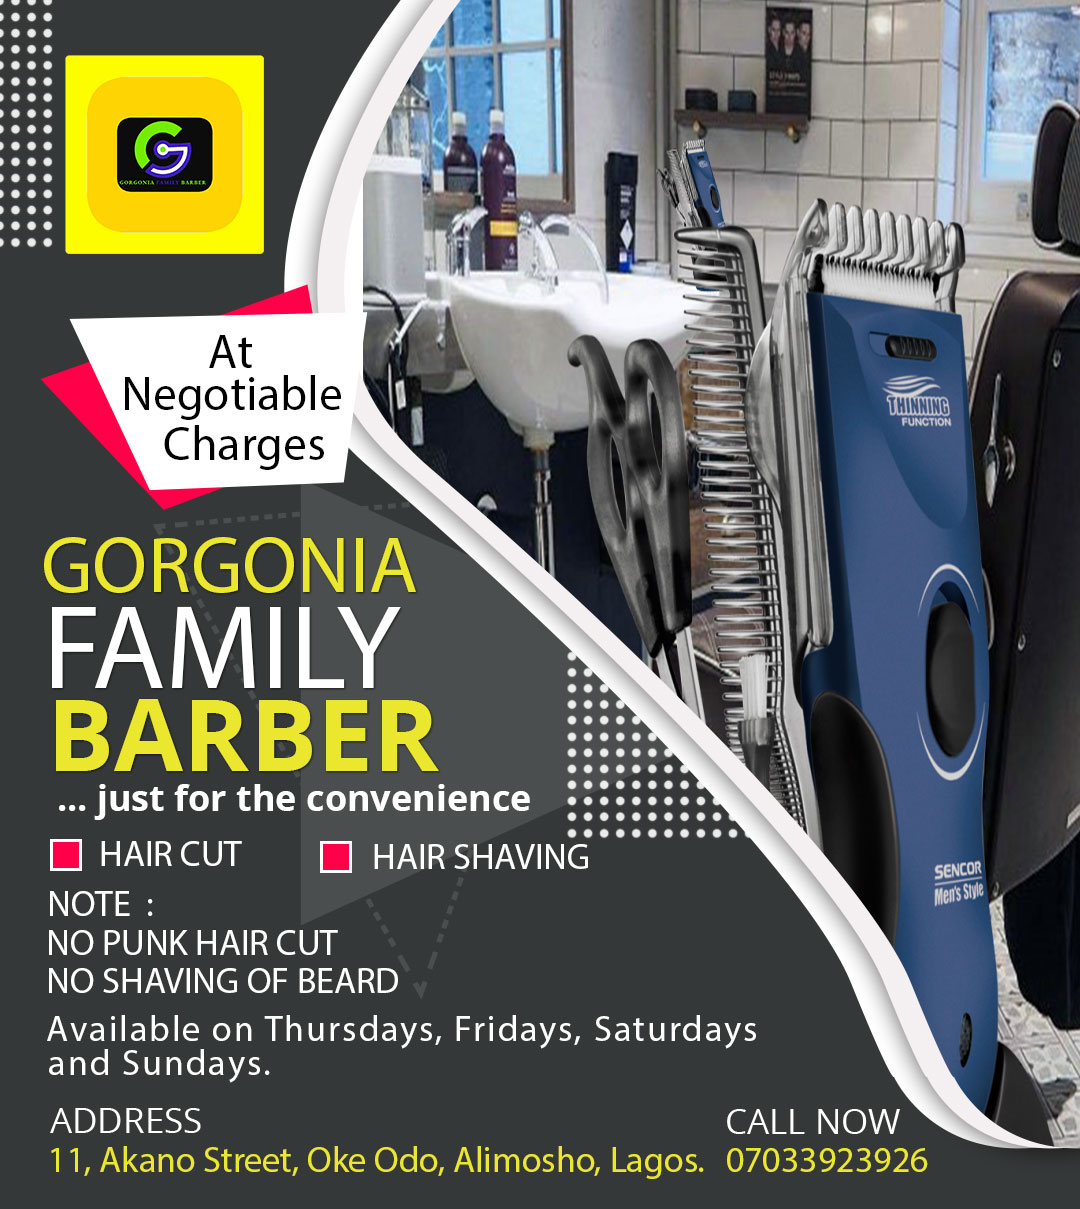 GORGONIA FAMILY BARBER
At
Negotiable
Charges
GORGONIA
FAMILY
BARBER
... just for the convenience
HAIR CUT
HAIR SHAVING
NOTE :
NO PUNK HAIR CUT
NO SHAVING OF BEARD
Available on Thursdays, Fridays, Saturdays
and Sundays.
ADDRESS
11, Akano Street, Oke Odo, Alimosho, Lagos.
CALL NOW
07033923926
THINNING
FUNCTION
SENCOR
Men's Style